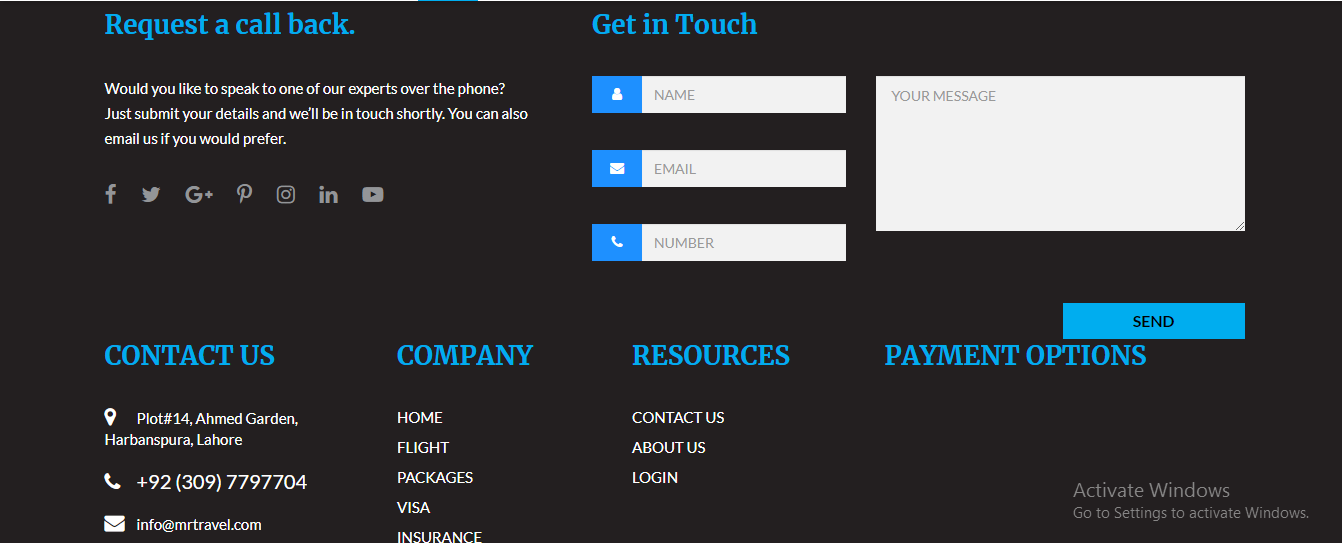 Request a call back.
Would you like to speak to one of our experts over the phone?
Just submit your details and we'll be in touch shortly. You can also
email us if you would prefer.
Get in Touch
NAME
EMAIL
NUMBER
YOUR MESSAGE
SEND
CONTACT US
Plot#14, Ahmed Garden,
Harbanspura, Lahore
+92 (309) 7797704
info@mrtravel.com
COMPANY
HOME
FLIGHT
PACKAGES
VISA
INSURANCE
RESOURCES
CONTACT US
ABOUT US
LOGIN
PAYMENT OPTIONS
Activate Windows
Go to Settings to activate Windows.